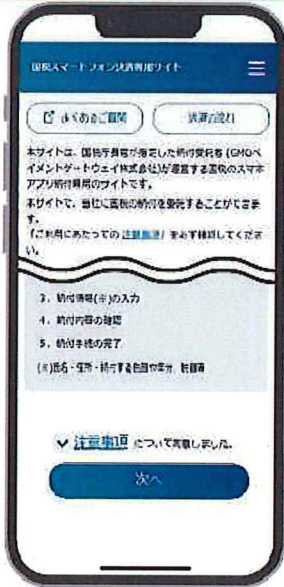 国税スマートフォン決済専用サイト
よくあるご質問
決済の流れ
本サイトは、国税庁長官が指定した納付受託者(GMOペ
イメントゲートウェイ株式会社)が運営する国税のスマホ
アプリ納付専用のサイトです。
本サイトで、当社に国税の納付を委託することができま
す。
「ご利用にあたっての注意事項」を必ず確認してくださ
い。
3. 納付情報(※)の入力
4. 納付内容の確認
5. 納付手続の完了
(※)氏名・住所・納付する税目や年分、税額等
注意事項 について同意しました。
次へ